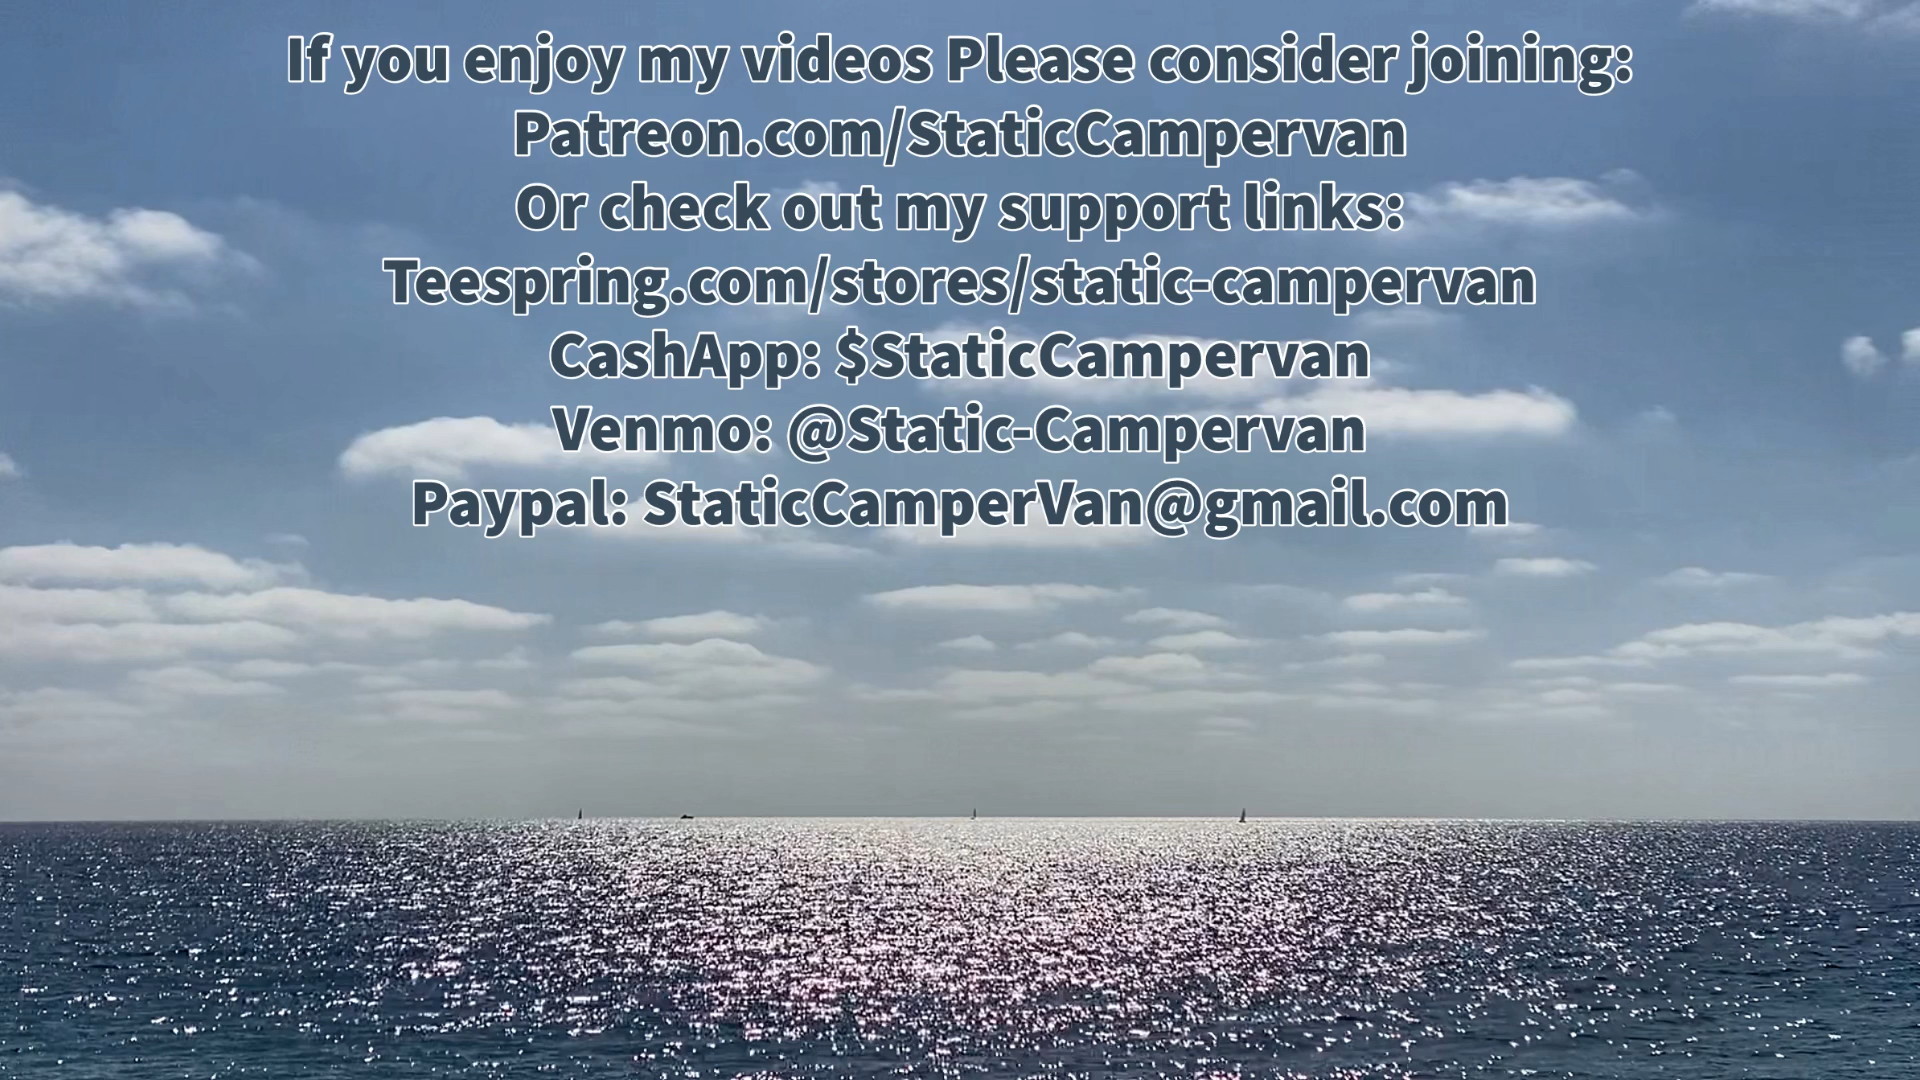 If you enjoy my videos Please consider joining:
Patreon.com/StaticCampervan
Or check out my support links:
Teespring.com/stores/static-campervan
CashApp: $StaticCampervan
Venmo: @Static-Campervan
Paypal: StaticCamperVan@gmail.com